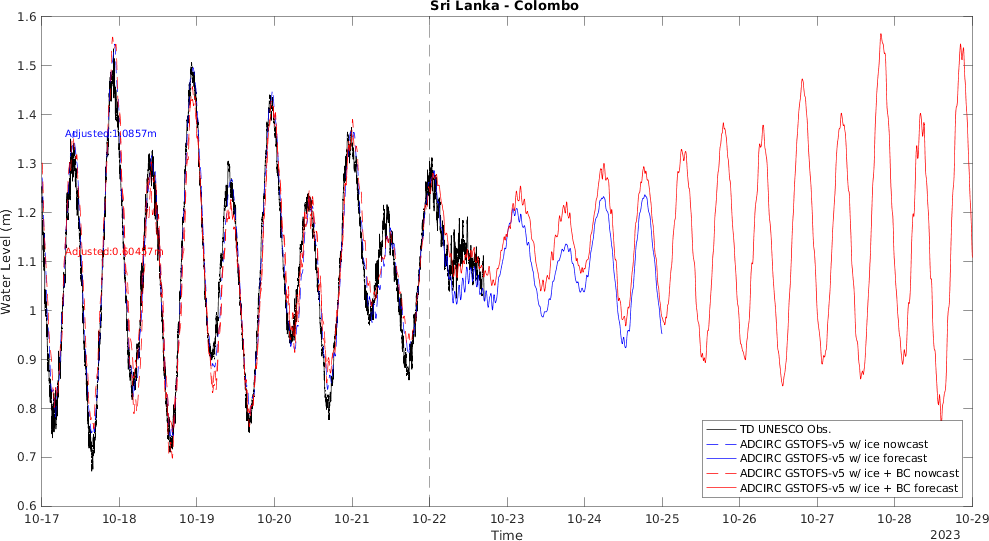 Sri Lanka - Colombo
1.6
1.5
1.4
1.3
1.2
1.1
1
0.9
0.8
0.7
0.6
Water Level (m)
Adjusted:1.0857m
Adjusted:0.60457m
TD UNESCO Obs.
ADCIRC GSTOFS-v5 w/ ice nowcast
ADCIRC GSTOFS-v5 w/ ice forecast
ADCIRC GSTOFS-v5 w/ ice + BC nowcast
ADCIRC GSTOFS-v5 w/ ice + BC forecast
10-17 10-18 10-19 10-20 10-21 10-22 10-23 10-24 10-25 10-26 10-27 10-28 10-29
Time
2023